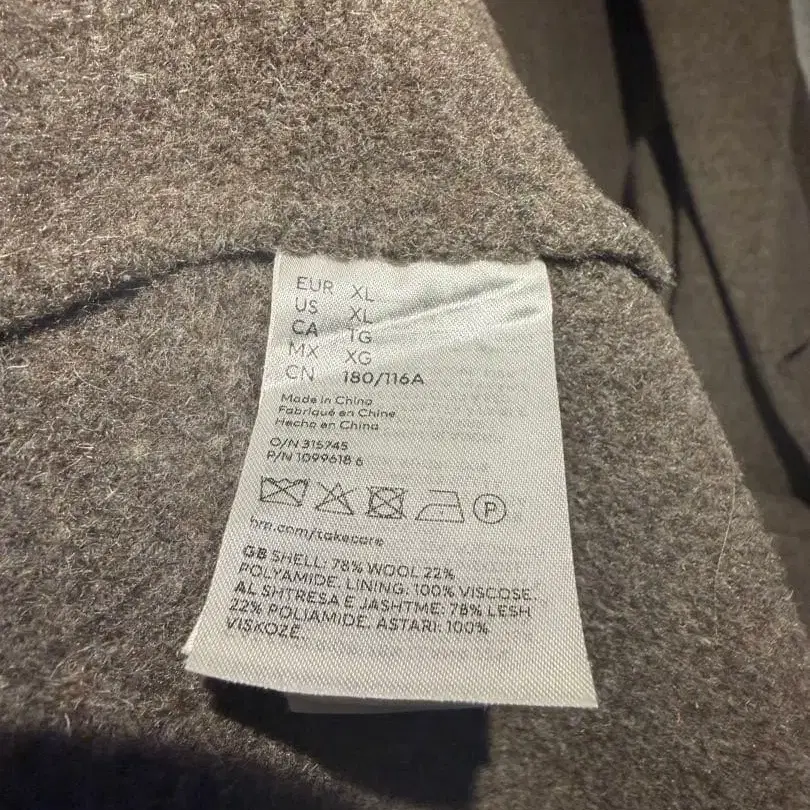 EUR XL
US XL
CA TG
MX XG
CN 180/116A
Made in China
Fabriqué en Chine
Hecho en China
O/N 315745
P/N 1099618 6
P
hm.com/takecare
GB SHELL: 78% WOOL 22%
POLYAMIDE. LINING: 100% VISCOSE.
AL SHTRESA E JASHTME: 78% LESH
22% POLIAMIDE. ASTARI: 100%
VISKOZE.